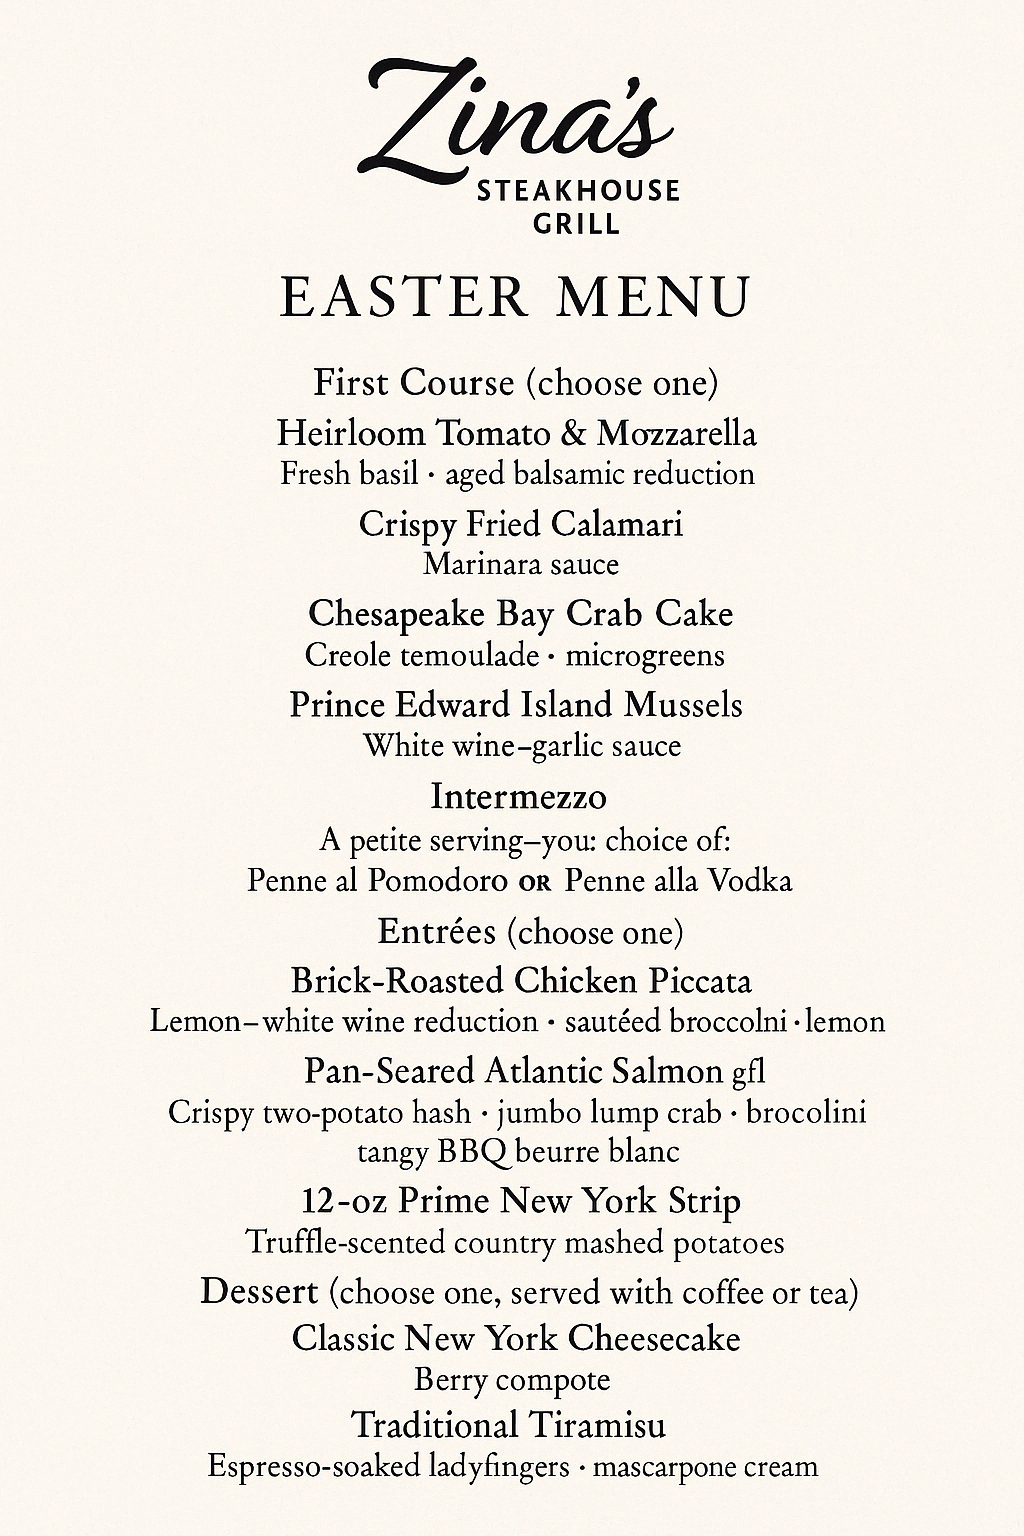 Zina's
STEAKHOUSE
GRILL
EASTER MENU
First Course (choose one)
Heirloom Tomato & Mozzarella
Fresh basil · aged balsamic reduction
Crispy Fried Calamari
Marinara sauce
Chesapeake Bay Crab Cake
Creole temoulade · microgreens
Prince Edward Island Mussels
White wine–garlic sauce
Intermezzo
A petite serving–you: choice of:
Penne al Pomodoro OR Penne alla Vodka
Entrées (choose one)
Brick-Roasted Chicken Piccata
Lemon–white wine reduction · sautéed broccolni · lemon
Pan-Seared Atlantic Salmon gfl
Crispy two-potato hash · jumbo lump crab · brocolini
tangy BBQ beurre blanc
12-oz Prime New York Strip
Truffle-scented country mashed potatoes
Dessert (choose one, served with coffee or tea)
Classic New York Cheesecake
Berry compote
Traditional Tiramisu
Espresso-soaked ladyfingers · mascarpone cream